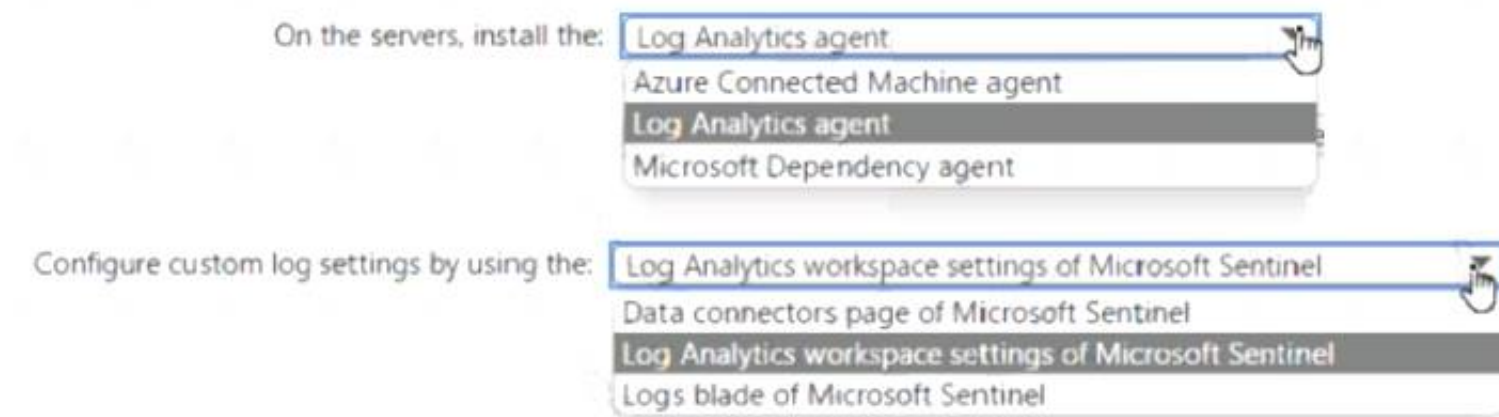 On the servers, install the: Log Analytics agent
Azure Connected Machine agent
Log Analytics agent
Microsoft Dependency agent
Configure custom log settings by using the: Log Analytics workspace settings of Microsoft Sentinel
Data connectors page of Microsoft Sentinel
Log Analytics workspace settings of Microsoft Sentinel
Logs blade of Microsoft Sentinel